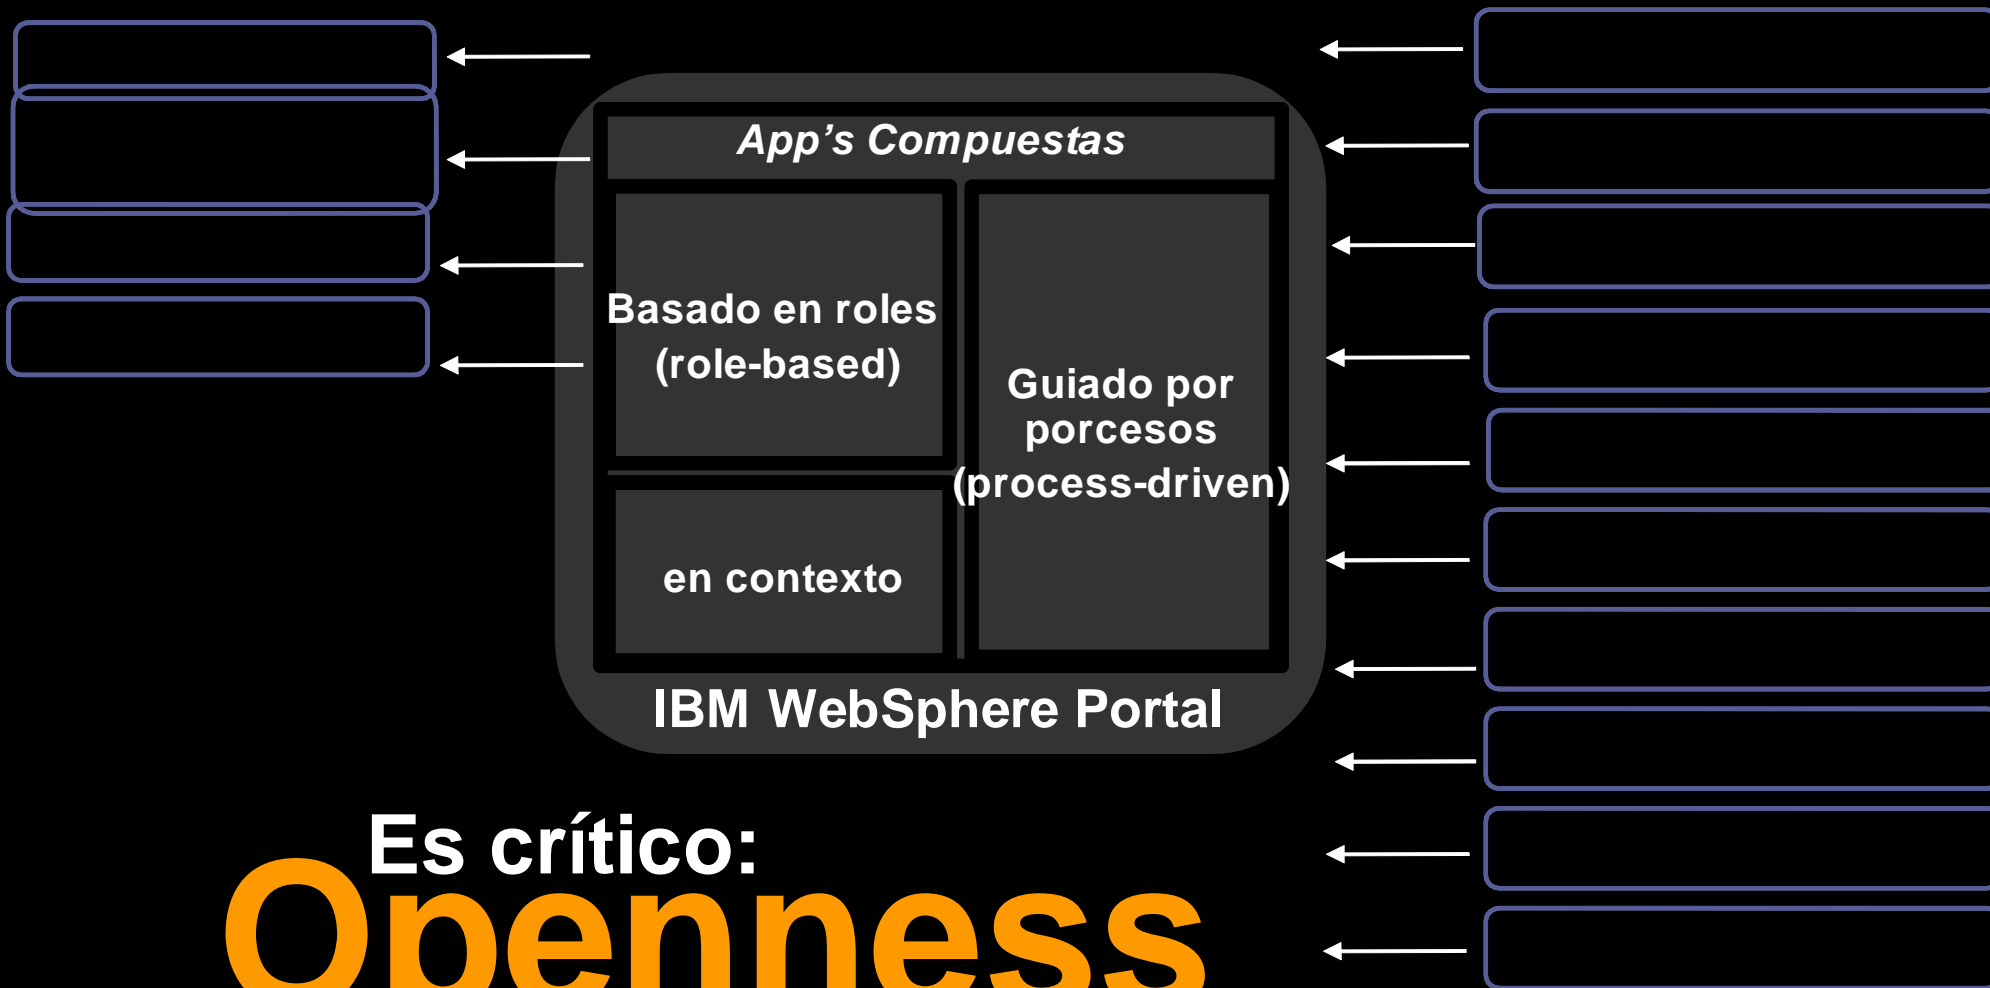 App’s Compuestas
Basado en roles
(role-based)
Guiado por
porcesos
(process-driven)
en contexto
IBM WebSphere Portal
Es crítico:
Openness